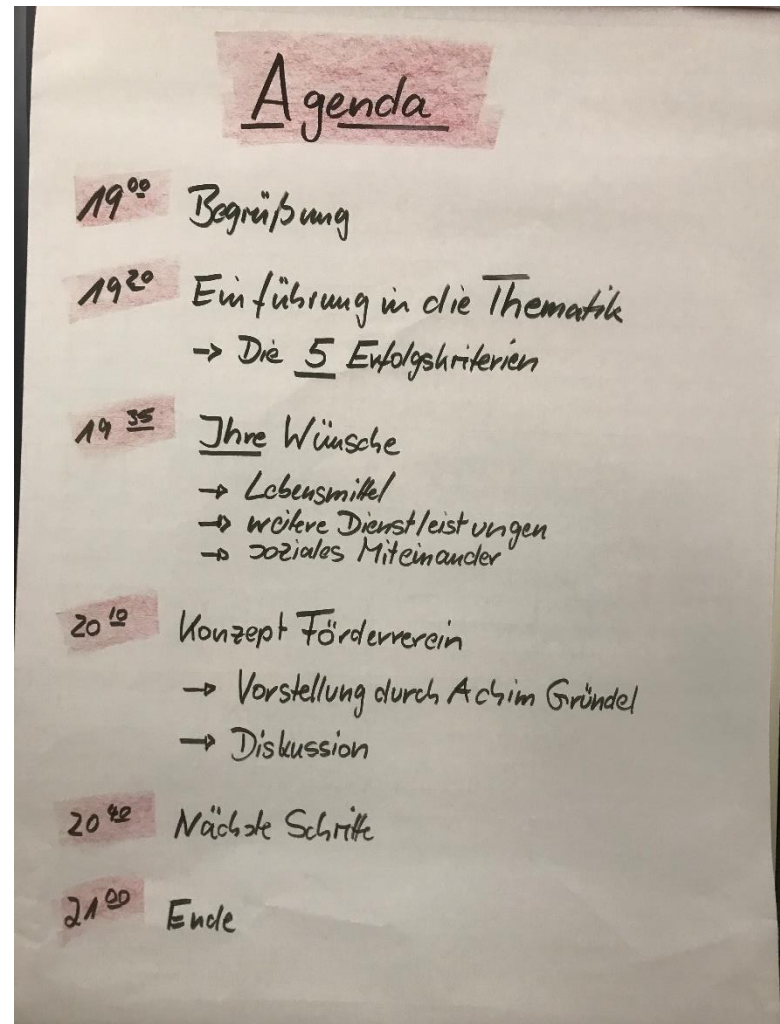 Agenda
19⁰⁰ Begrüßung
19²⁰ Einführung in die Thematik
→ Die 5 Erfolgskriterien
19³⁵ Ihre Wünsche
→ Lebensmittel
→ weitere Dienstleistungen
→ soziales Miteinander
20¹⁰ Konzept Förderverein
→ Vorstellung durch Achim Gründel
→ Diskussion
20⁴⁰ Nächste Schritte
21⁰⁰ Ende